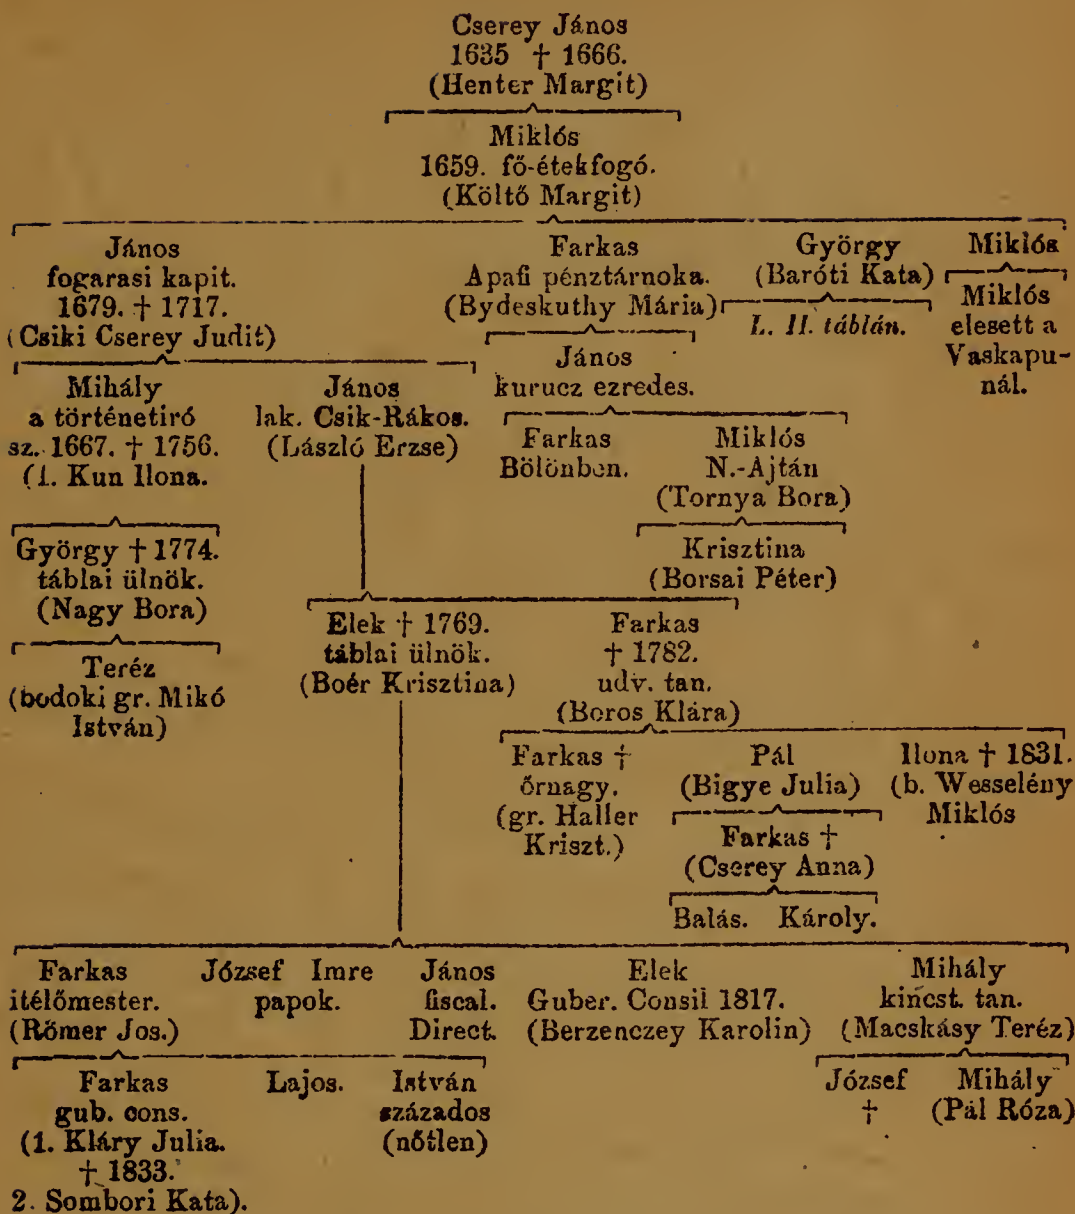 Cserey János
1635 † 1666.
(Henter Margit)
Miklós
1659. fő-étekfogó.
(Költő Margit)
János
fogarasi kapit.
1679. † 1717.
(Csiki Cserey Judit)
Farkas
Apafi pénztárnoka.
(Bydeskuthy Mária)
György
(Baróti Kata)
L. II. táblán.
Miklós
Miklós
elesett a
Vaskapu-
nál.
Mihály
a történetiró
sz. 1667. † 1756.
(1. Kun Ilona.
János
lak. Csik-Rákos.
(László Erzse)
János
kurucz ezredes.
Farkas
Bölönben.
Miklós
N.-Ajtán
(Tornya Bora)
György † 1774.
táblai ülnök.
(Nagy Bora)
Krisztina
(Borsai Péter)
Teréz
(bodoki gr. Mikó
István)
Elek † 1769.
táblai ülnök.
(Boér Krisztina)
Farkas
† 1782.
udv. tan.
(Boros Klára)
Farkas †
őrnagy.
(gr. Haller
Kriszt.)
Pál
(Bigye Julia)
Ilona † 1831.
(b. Wesselény
Miklós
Farkas †
(Cserey Anna)
Balás. Károly.
Farkas
itélőmester.
(Rőmer Jos.)
József Imre
papok.
János
fiscal.
Direct.
Elek
Guber. Consil 1817.
(Berzenczey Karolin)
Mihály
kincst. tan.
(Macskásy Teréz)
Farkas
gub. cons.
(1. Kláry Julia.
† 1833.
2. Sombori Kata).
Lajos.
István
százados
(nőtlen)
József
†
Mihály
(Pál Róza)